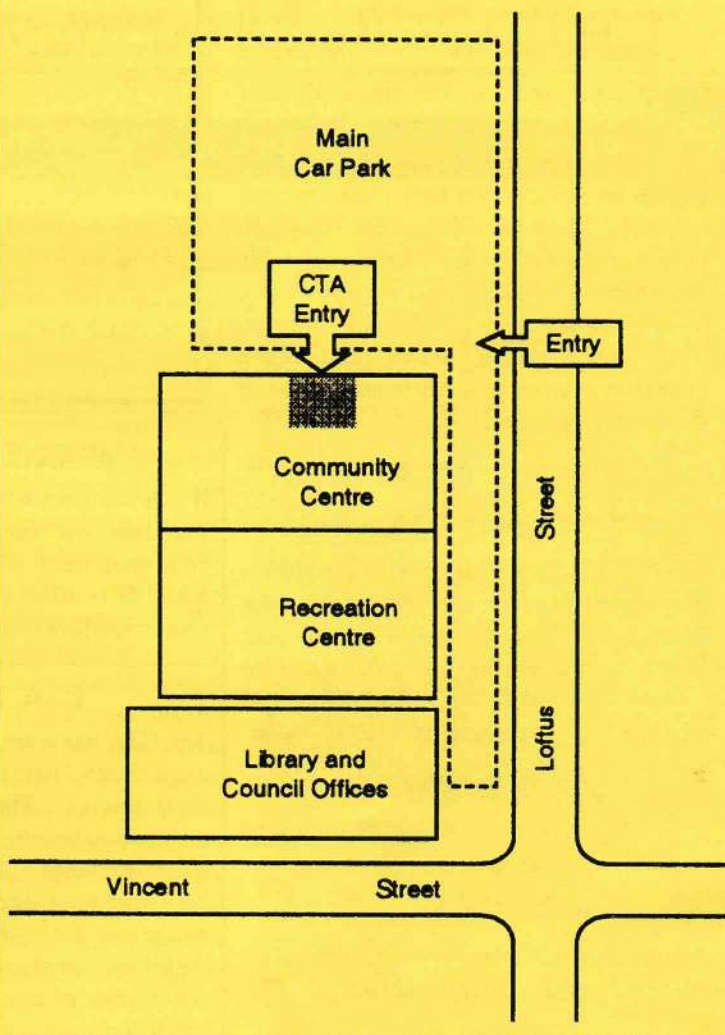 Main
Car Park
CTA
Entry
Entry
Community
Centre
Street
Recreation
Centre
Loftus
Library and
Council Offices
Vincent Street